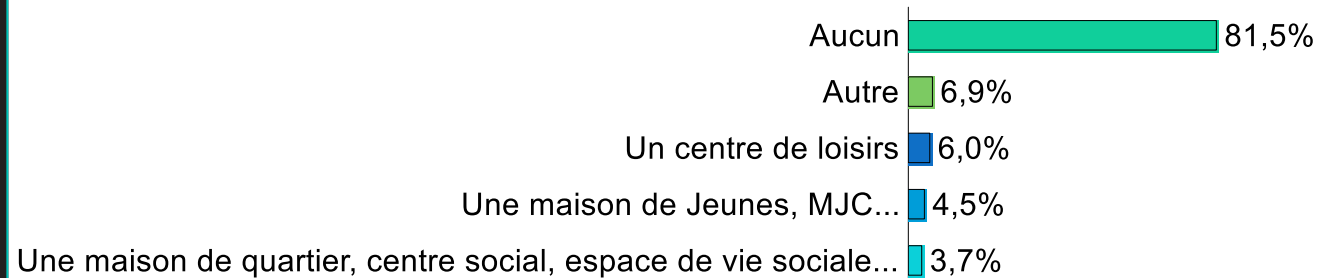 Aucun 81,5%
Autre 6,9%
Un centre de loisirs 6,0%
Une maison de Jeunes, MJC... 4,5%
Une maison de quartier, centre social, espace de vie sociale... 3,7%